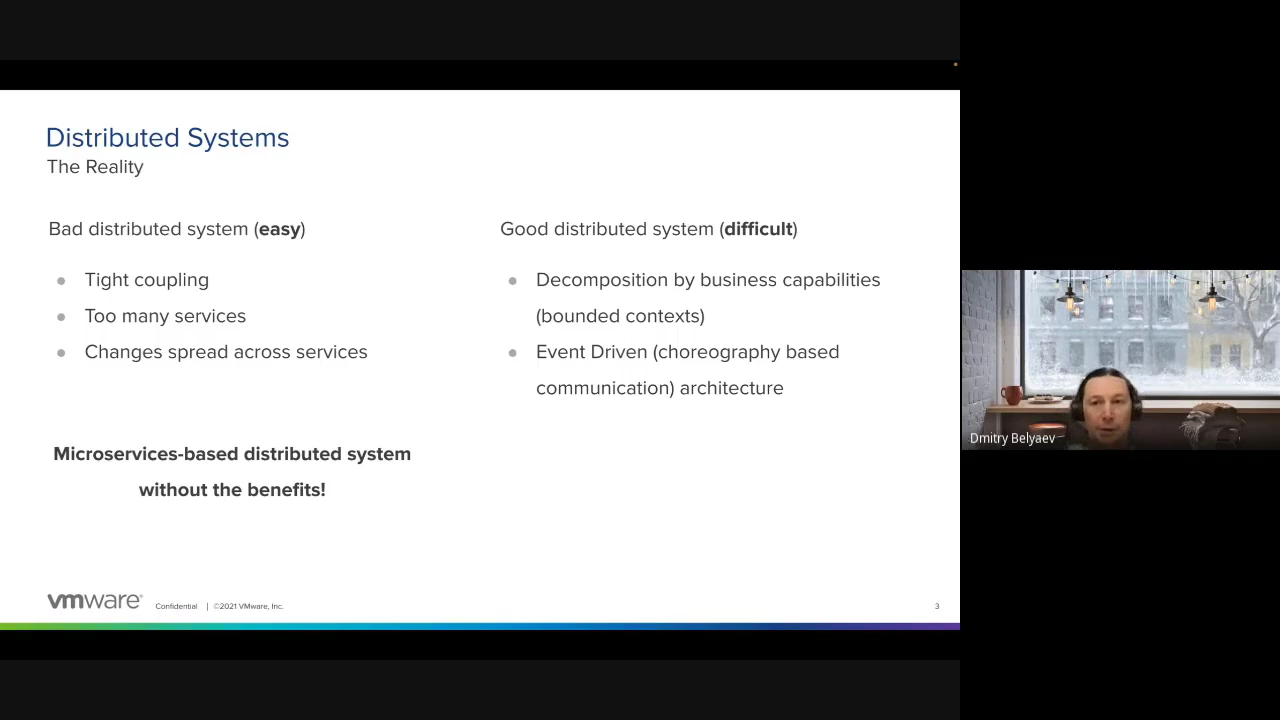 Distributed Systems
The Reality
Bad distributed system (easy)
Tight coupling
Too many services
Changes spread across services
Microservices-based distributed system
without the benefits!
Good distributed system (difficult)
Decomposition by business capabilities
(bounded contexts)
Event Driven (choreography based
communication) architecture
vmware® Confidential | ©2021 VMware, Inc.
3
Dmitry Belyaev